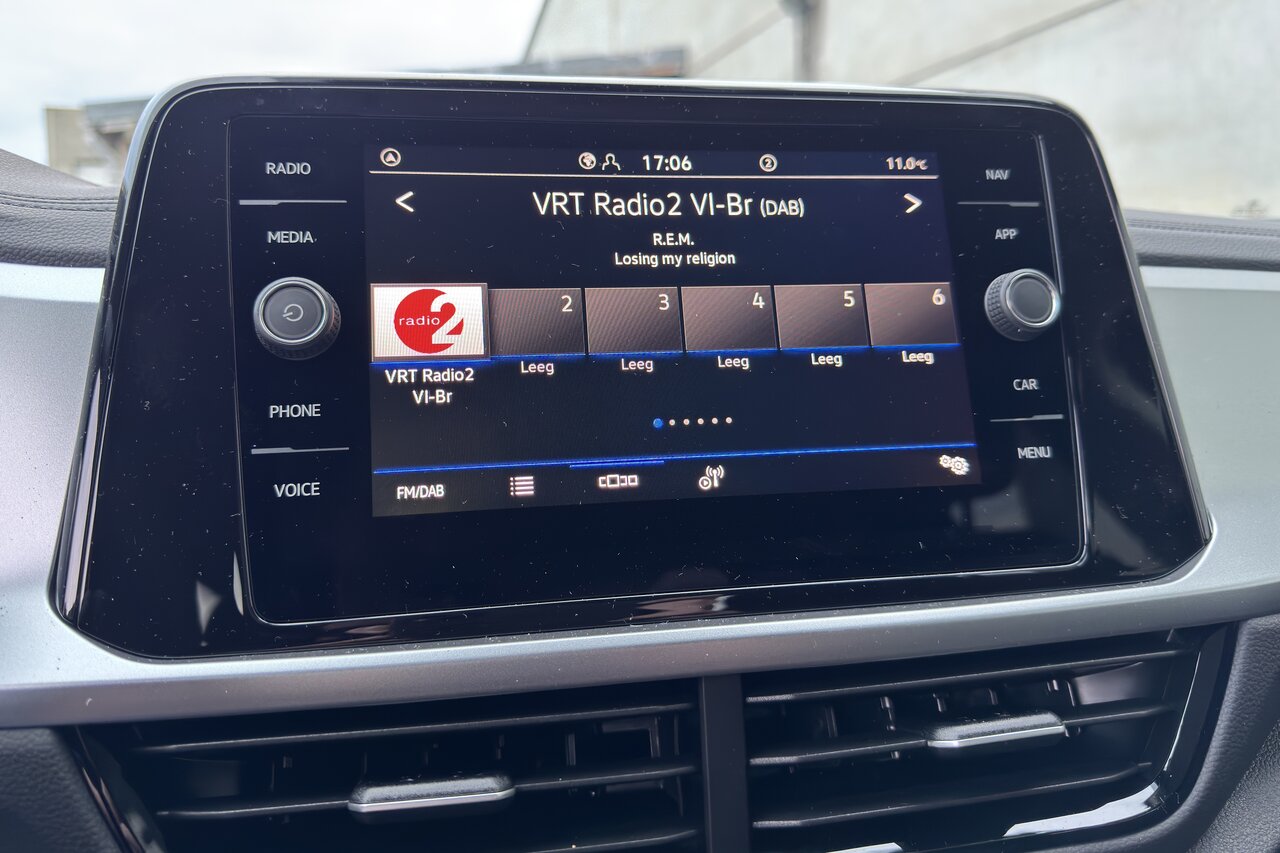 RADIO
MEDIA
PHONE
VOICE
17:06
2
11.0°C
< VRT Radio2 Vl-Br (DAB) >
R.E.M.
Losing my religion
radio2
2
3
4
5
6
VRT Radio2
Vl-Br
Leeg
Leeg
Leeg
Leeg
Leeg
FM/DAB
NAV
APP
CAR
MENU